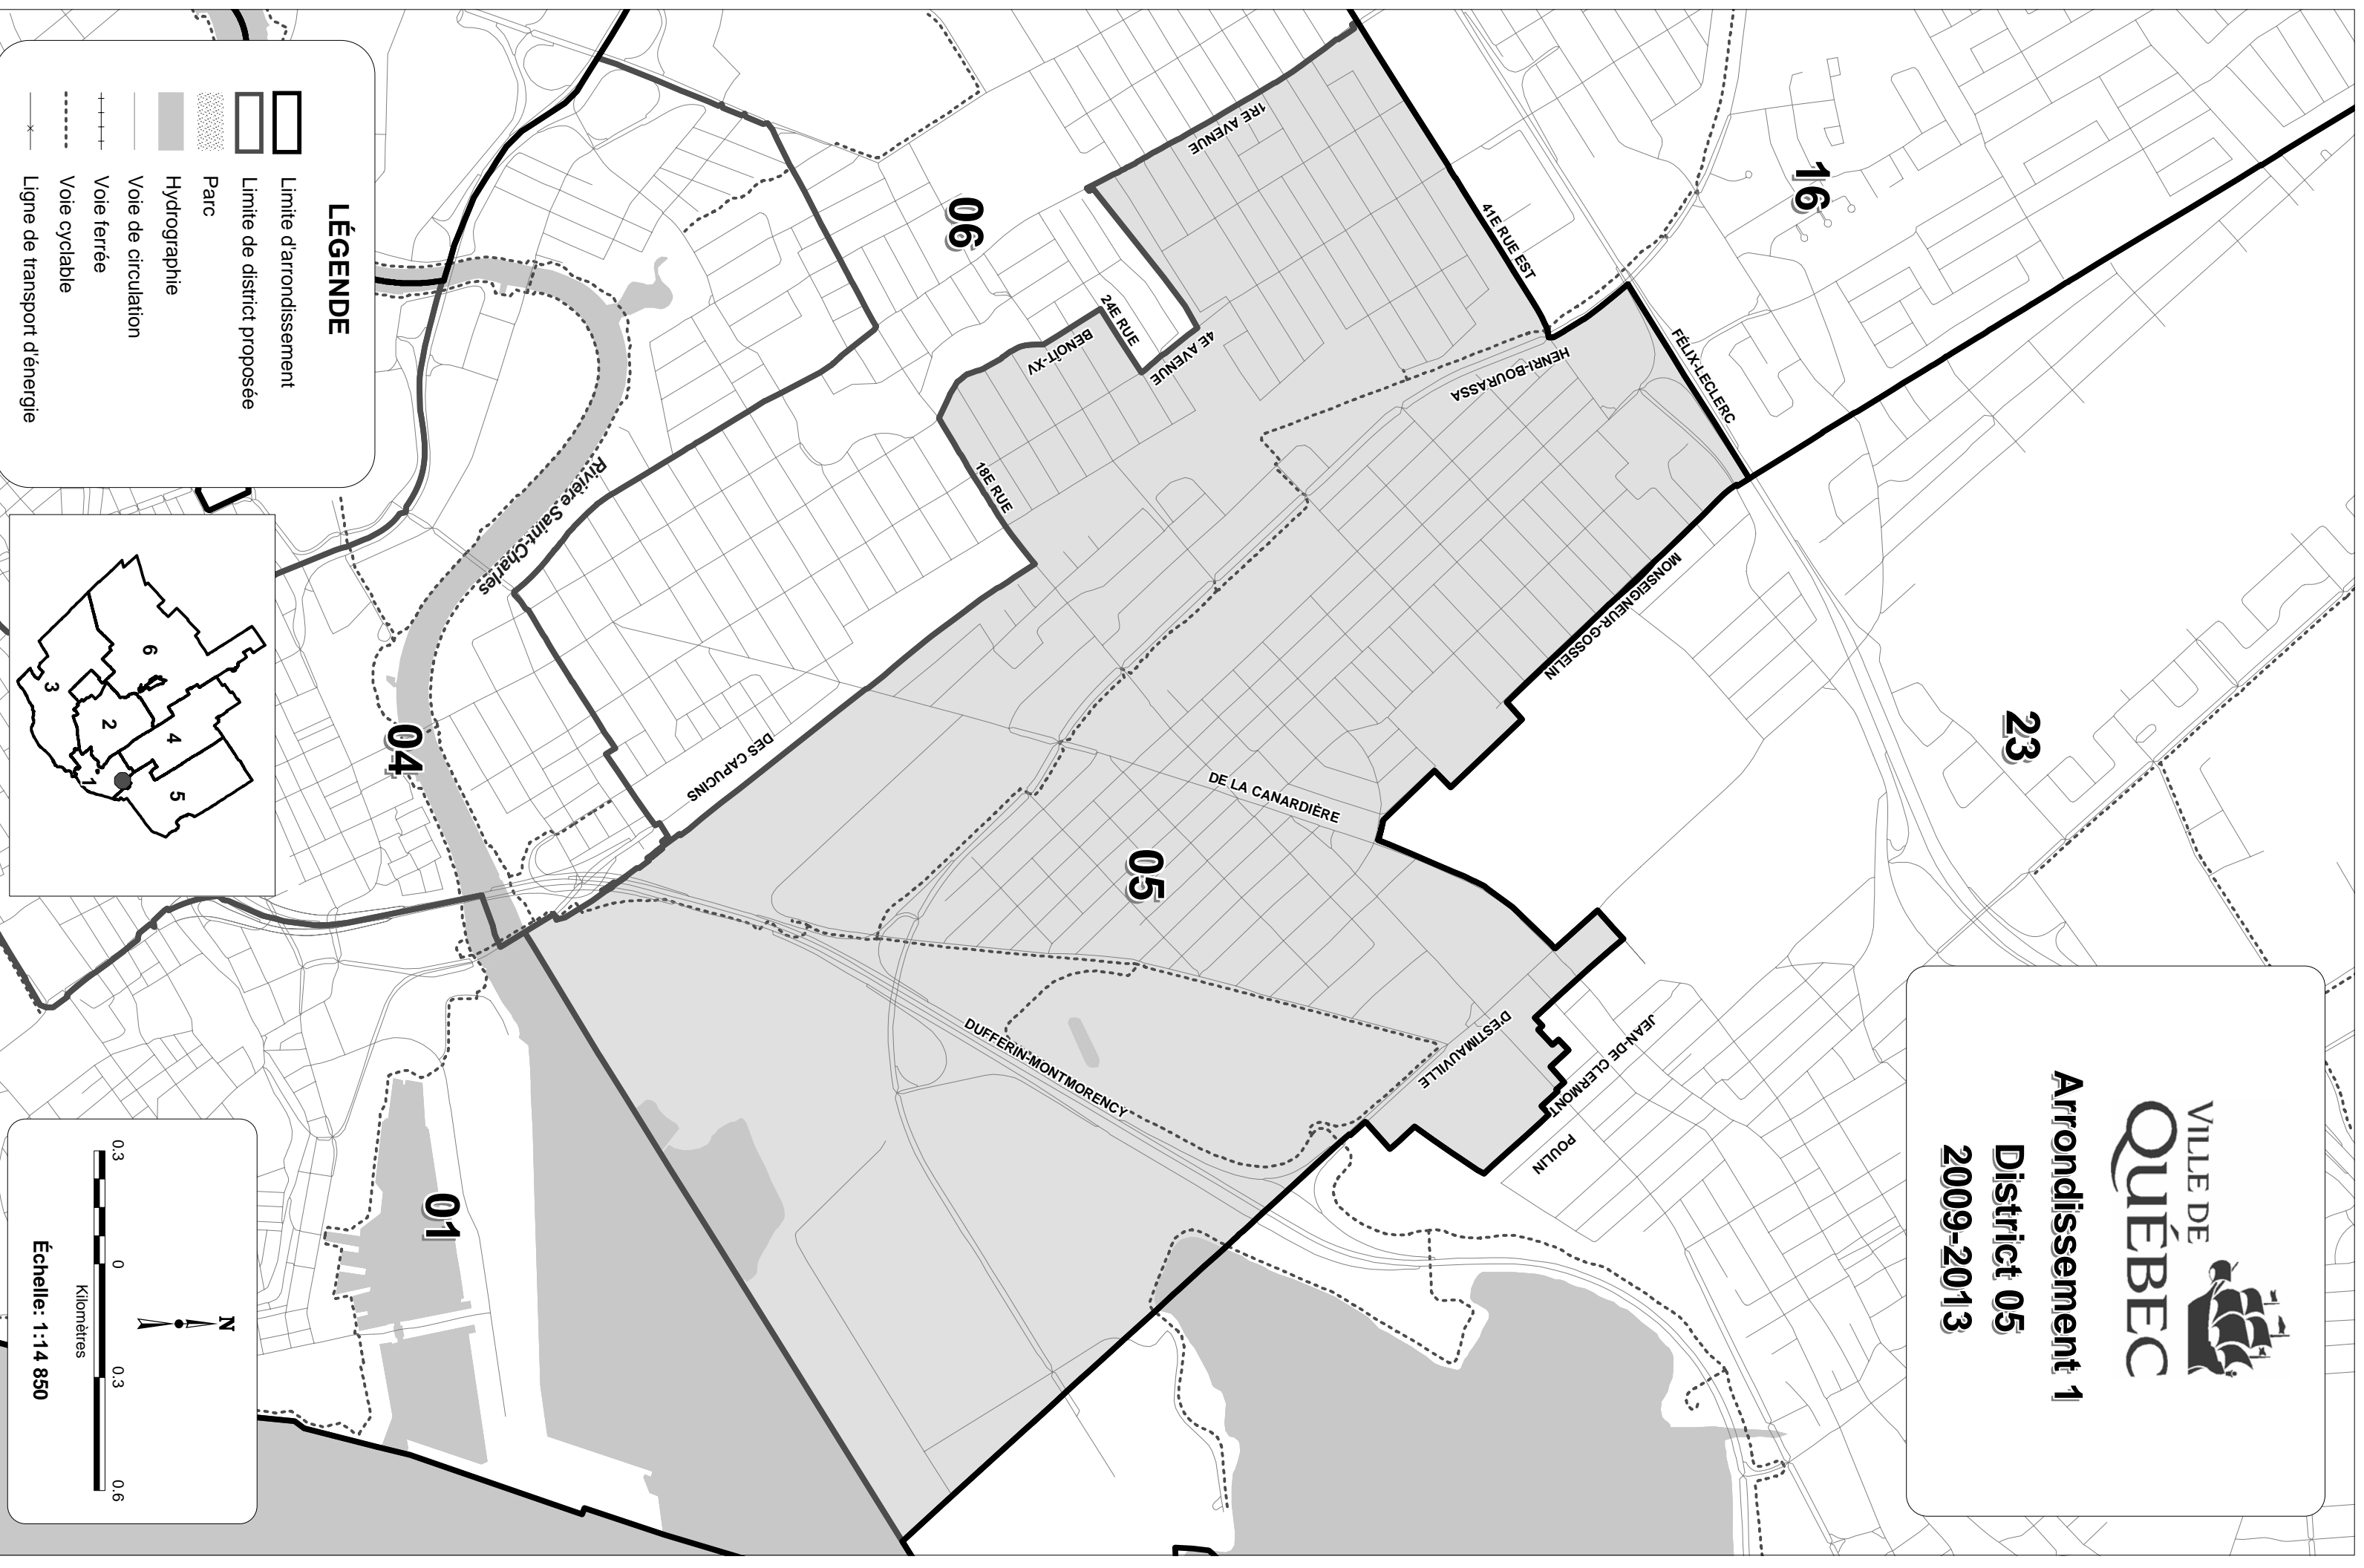 VILLE DE
QUÉBEC
Arrondissement 1
District 05
2009-2013
16
23
06
05
04
01
1RE AVENUE
41E RUE EST
FÉLIX-LECLERC
HENRI-BOURASSA
24E RUE
4E AVENUE
BENOÎT-XV
18E RUE
MONSEIGNEUR-GOSSELIN
Rivière Saint-Charles
DES CAPUCINS
DE LA CANARDIÈRE
D'ESTIMAUVILLE
JEAN-DE CLERMONT
POULIN
DUFFERIN-MONTMORENCY
LÉGENDE
Limite d'arrondissement
Limite de district proposée
Parc
Hydrographie
Voie de circulation
Voie ferrée
Voie cyclable
Ligne de transport d'énergie
6
3
2
4
1
5
N
0.3 0 0.3 0.6
Kilomètres
Échelle: 1:14 850